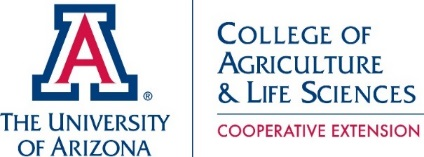 A®
THE UNIVERSITY
OF ARIZONA
COLLEGE OF
AGRICULTURE
& LIFE SCIENCES
COOPERATIVE EXTENSION